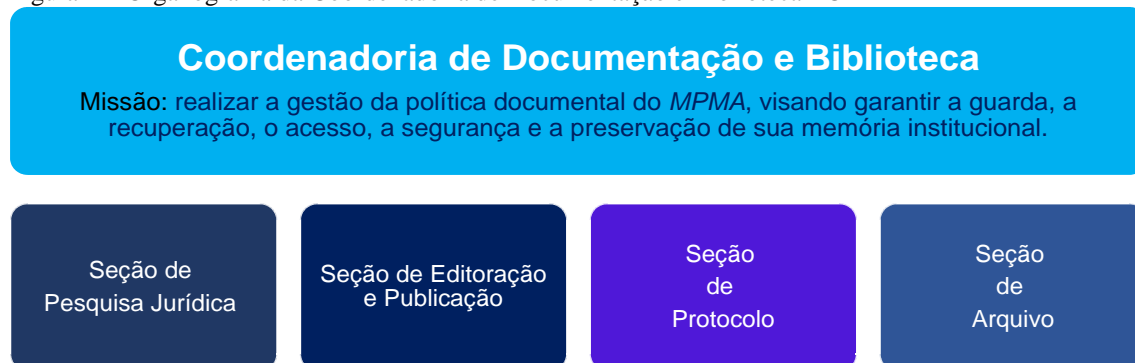 Coordenadoria de Documentação e Biblioteca
Missão: realizar a gestão da política documental do MPMA, visando garantir a guarda, a
recuperação, o acesso, a segurança e a preservação de sua memória institucional.
Seção de
Pesquisa Jurídica
Seção de Editoração
e Publicação
Seção
de
Protocolo
Seção
de
Arquivo